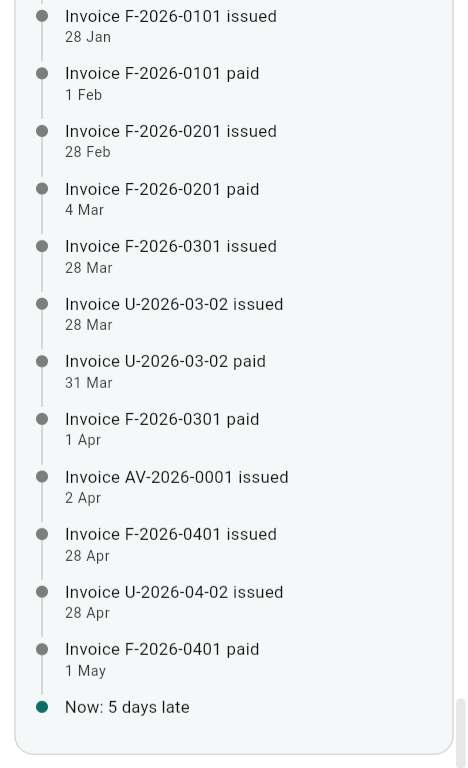 Invoice F-2026-0101 issued
28 Jan
Invoice F-2026-0101 paid
1 Feb
Invoice F-2026-0201 issued
28 Feb
Invoice F-2026-0201 paid
4 Mar
Invoice F-2026-0301 issued
28 Mar
Invoice U-2026-03-02 issued
28 Mar
Invoice U-2026-03-02 paid
31 Mar
Invoice F-2026-0301 paid
1 Apr
Invoice AV-2026-0001 issued
2 Apr
Invoice F-2026-0401 issued
28 Apr
Invoice U-2026-04-02 issued
28 Apr
Invoice F-2026-0401 paid
1 May
Now: 5 days late